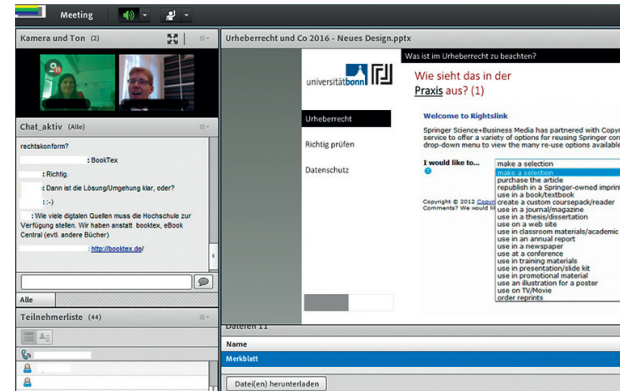 Meeting
Kamera und Ton (2)
Chat_aktiv (Alle)
rechtskonform?
: BookTex
: Richtig.
: Dann ist die Lösung/Umgehung klar, oder?
: :-)
: Wie viele digitalen Quellen muss die Hochschule zur
Verfügung stellen. Wir haben anstatt booktex, eBook
Central (evtl. andere Bücher)
: http://booktex.de/
Alle
Teilnehmerliste (44)
Urheberrecht und Co 2016 - Neues Design.pptx
Was ist im Urheberrecht zu beachten?
universitätbonn
Wie sieht das in der
Praxis aus? (1)
Urheberrecht
Richtig prüfen
Datenschutz
Welcome to Rightslink
Springer Science+Business Media has partnered with
service to offer a variety of options for reusing Springer
drop-down menu to view the many re-use options available
I would like to...
make a selection
make a selection
purchase the article
republish in a Springer-owned imprint
use in a book/textbook
create a custom coursepack/reader
use in a journal/magazine
use in a thesis/dissertation
use on a web site
use in classroom materials/academic
use in an annual report
use in a newspaper
use at a conference
use in training materials
use in presentation/slide kit
use in promotional material
use an illustration for a poster
use on TV/Movie
order reprints
Copyright © 2012
Comments? We would
Dateien 11
Name
Merkblatt
Datei(en) herunterladen